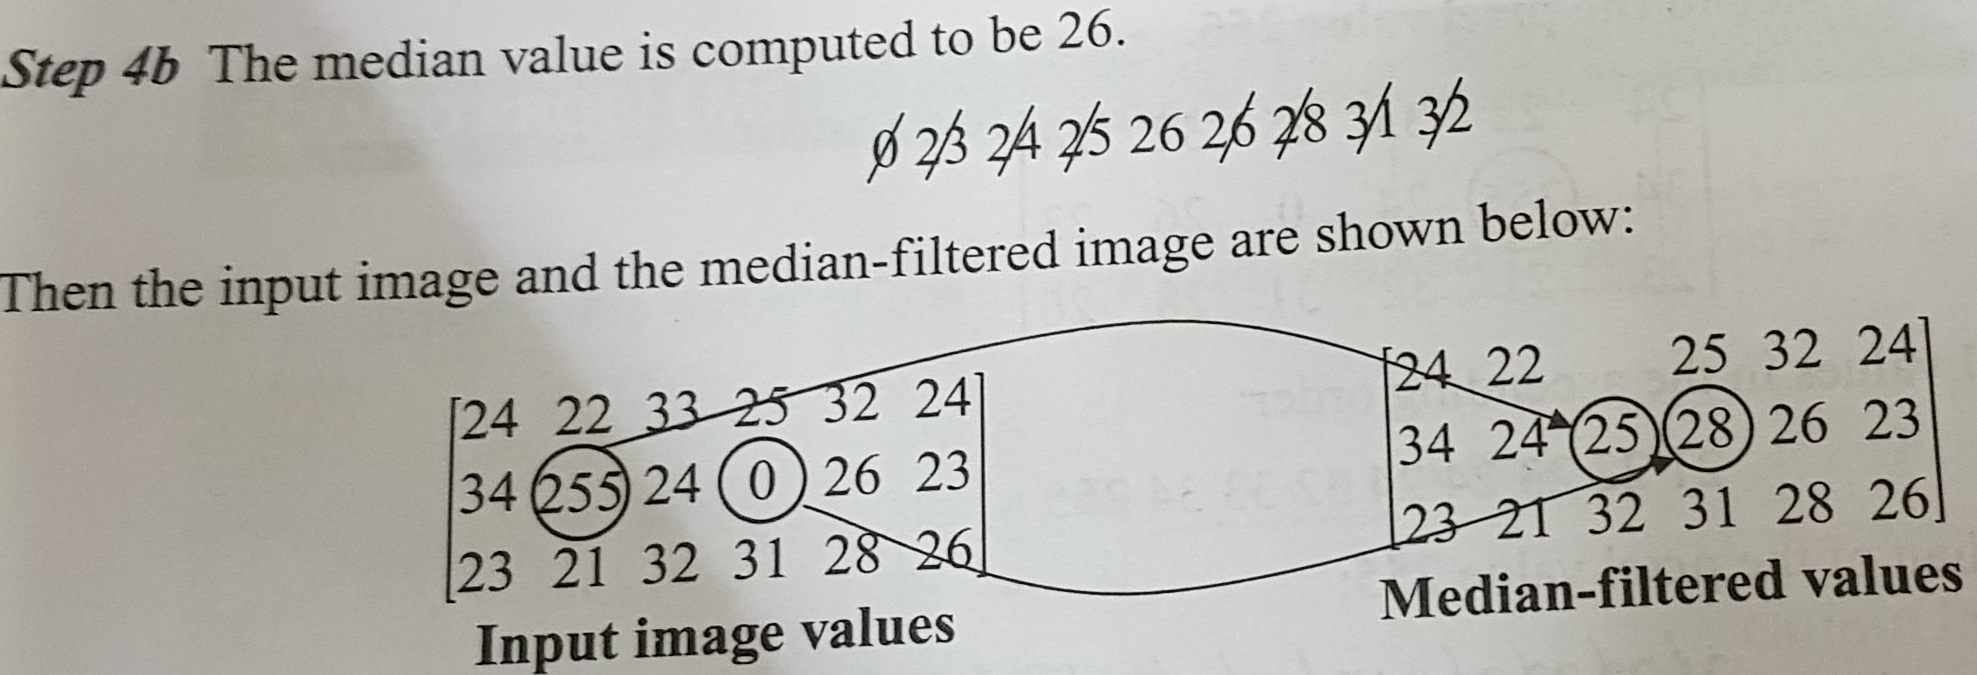 Step 4b The median value is computed to be 26.
0 23 24 25 26 26 28 31 32
Then the input image and the median-filtered image are shown below:
24 22 33 25 32 24
34 255 24 0 26 23
23 21 32 31 28 26
Input image values
24 22 25 32 24
34 24 25 28 26 23
23 21 32 31 28 26
Median-filtered values